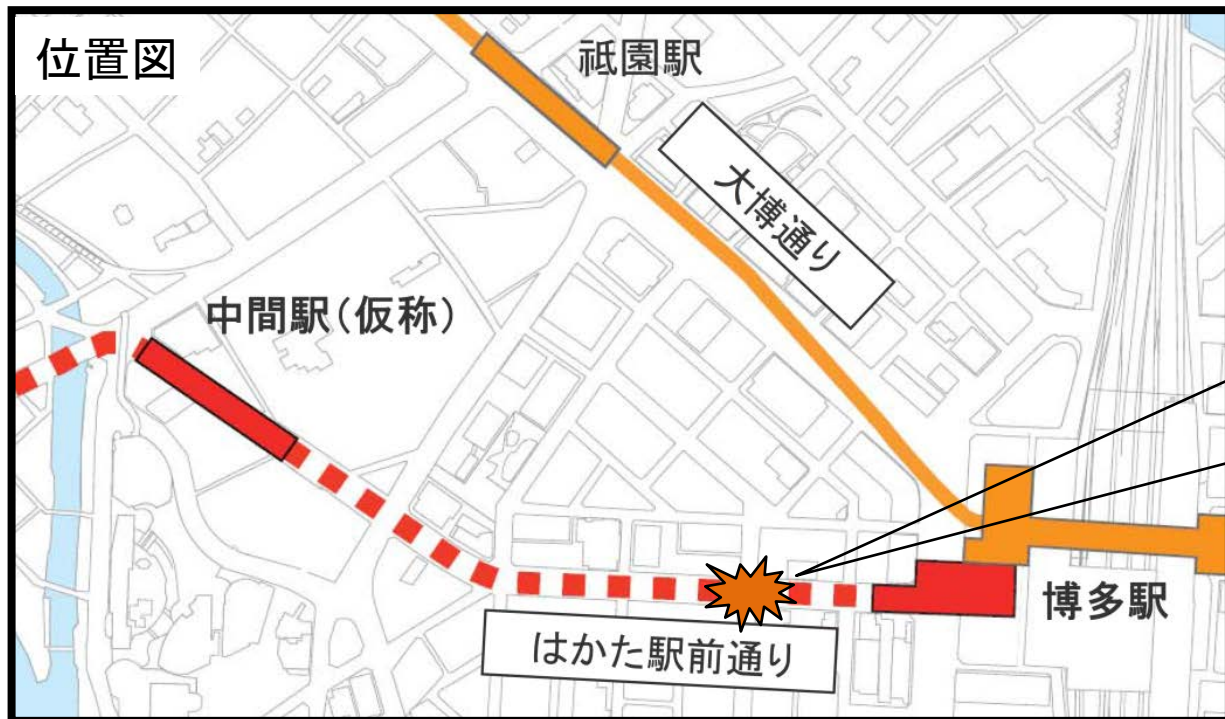 位置図
祇園駅
大博通り
中間駅(仮称)
博多駅
はかた駅前通り